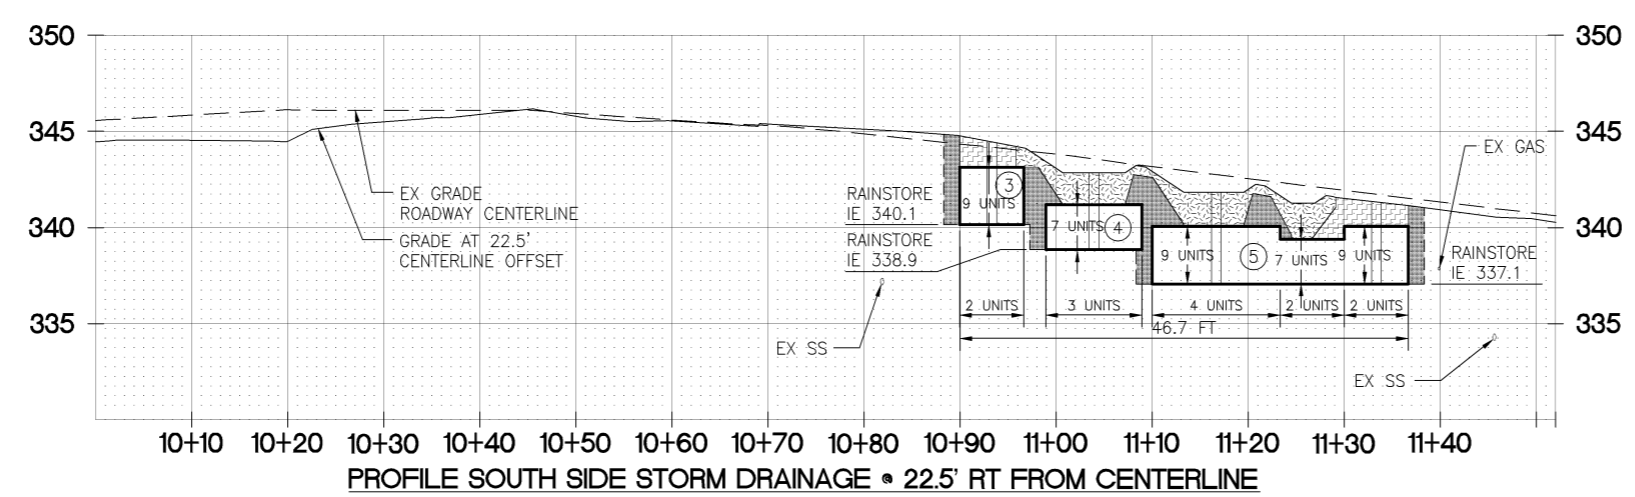 350
350
345
345
340
340
335
335
EX GRADE
ROADWAY CENTERLINE
GRADE AT 22.5'
CENTERLINE OFFSET
RAINSTORE
IE 340.1
RAINSTORE
IE 338.9
EX SS
3
9 UNITS
7 UNITS
4
9 UNITS
5
7 UNITS
9 UNITS
EX GAS
RAINSTORE
IE 337.1
2 UNITS
3 UNITS
4 UNITS
2 UNITS
2 UNITS
46.7 FT
EX SS
10+10 10+20 10+30 10+40 10+50 10+60 10+70 10+80 10+90 11+00 11+10 11+20 11+30 11+40
PROFILE SOUTH SIDE STORM DRAINAGE @ 22.5' RT FROM CENTERLINE